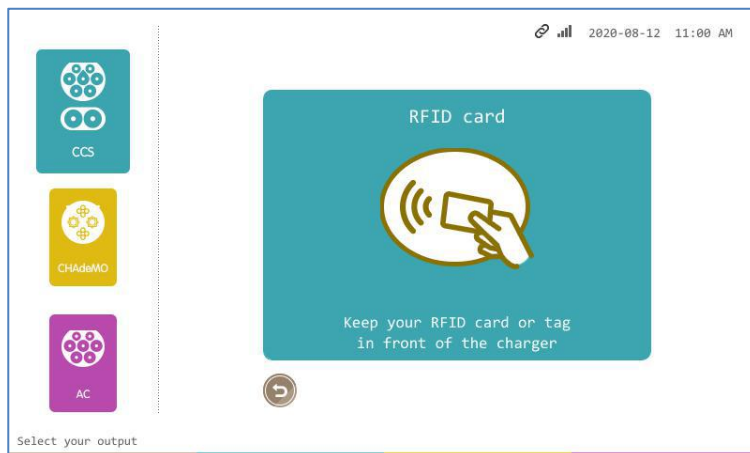 2020-08-12 11:00 AM
CCS
CHAdeMO
AC
RFID card
Keep your RFID card or tag
in front of the charger
Select your output